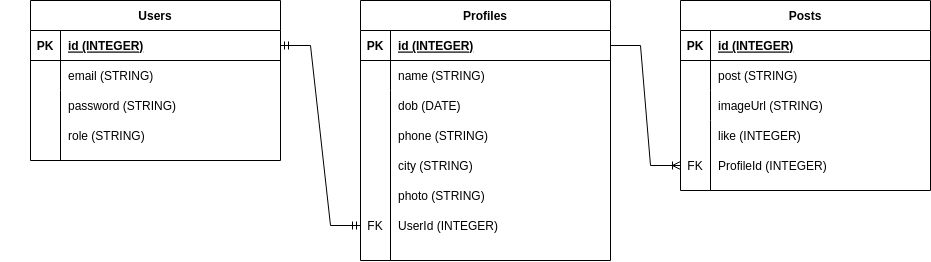 Users
PK id (INTEGER)
email (STRING)
password (STRING)
role (STRING)
Profiles
PK id (INTEGER)
name (STRING)
dob (DATE)
phone (STRING)
city (STRING)
photo (STRING)
FK UserId (INTEGER)
Posts
PK id (INTEGER)
post (STRING)
imageUrl (STRING)
like (INTEGER)
FK ProfileId (INTEGER)